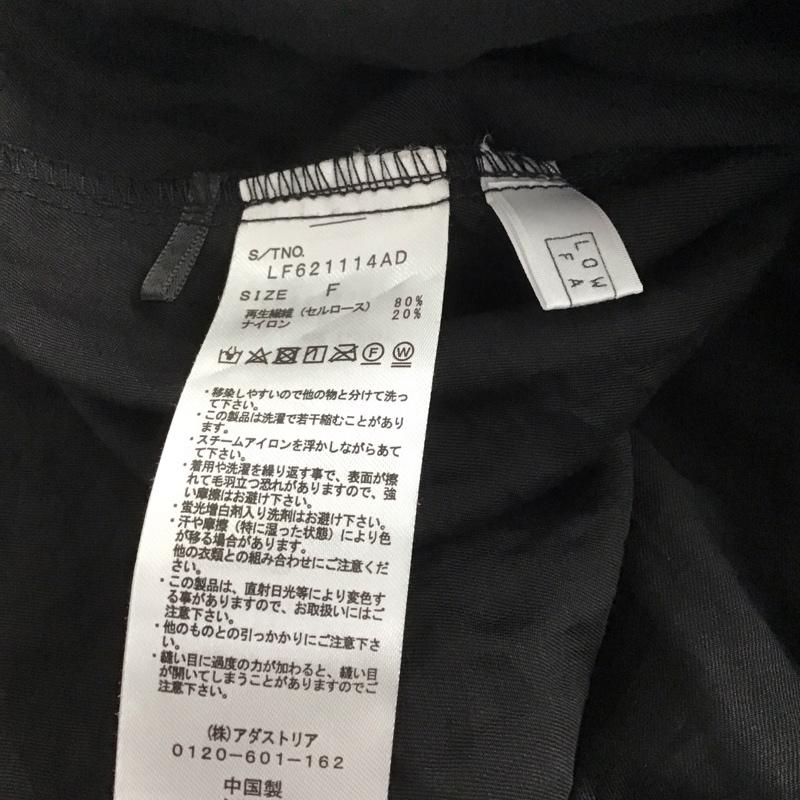 S/TNO.
LF621114AD
SIZE F
再生繊維（セルロース） 80%
ナイロン 20%
F W
・移染しやすいので他の物と分けて洗っ
て下さい。
・この製品は洗濯で若干縮むことがあり
ます。
・スチームアイロンを浮かしながらあて
て下さい。
・着用や洗濯を繰り返す事で、表面が擦
れて毛羽立つ恐れがありますので、強
い摩擦はお避け下さい。
・蛍光増白剤入り洗剤はお避け下さい。
・汗や摩擦（特に湿った状態）により色
が移る場合があります。
他の衣類との組み合わせにご注意くだ
さい。
・この製品は、直射日光等により変色す
る事がありますので、お取扱いにはご
注意下さい。
・他のものとの引っかかりにご注意下さ
い。
・縫い目に過度の力が加わると、縫い目
が開いてしまうことがありますのでご
注意下さい。
(株)アダストリア
0120-601-162
中国製
LOW
F A